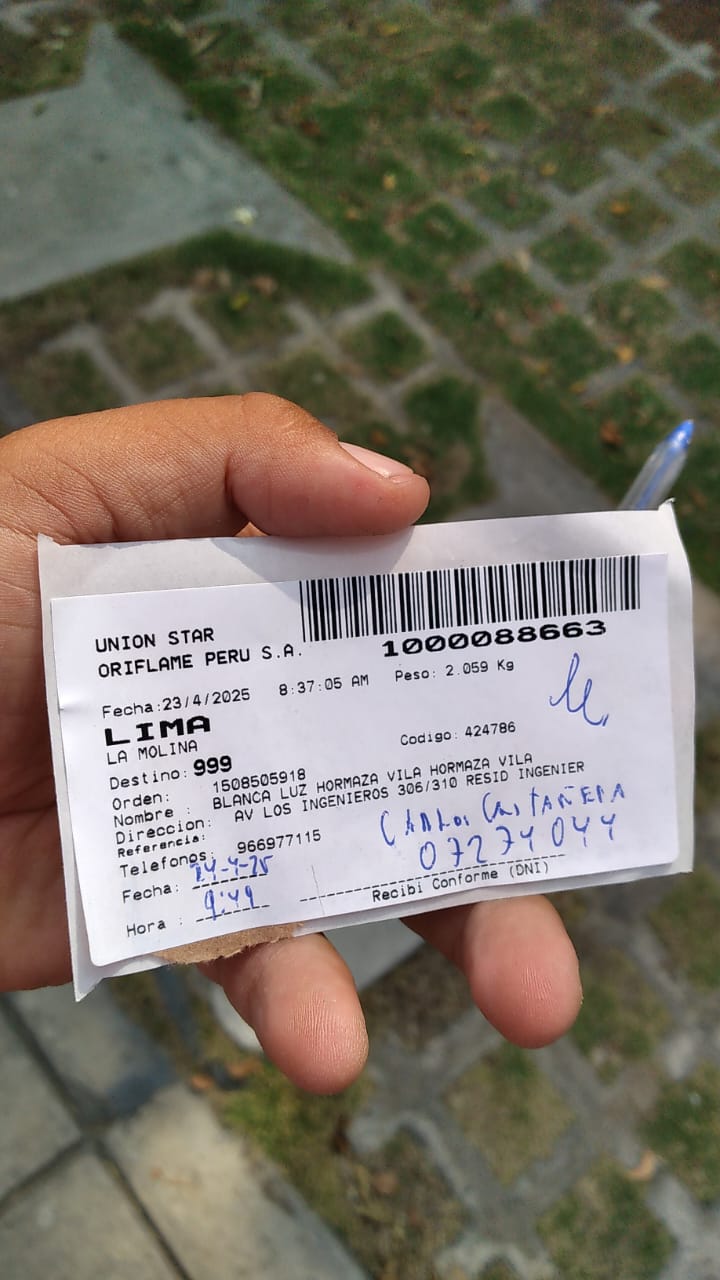 UNION STAR
ORIFLAME PERU S.A.
1000088663
Fecha:23/4/2025 8:37:05 AM Peso: 2.059 Kg
LIMA
LA MOLINA
Codigo: 424786
Destino: 999
Orden: 1508505918
Nombre : BLANCA LUZ HORMAZA VILA HORMAZA VILA
Direccion: AV LOS INGENIEROS 306/310 RESID INGENIER
Referencia:
Telefonos: 966977115
CARLOS CASTAÑEDA
07274044
Fecha: 24-4-25
Hora : 9:49
Recibi Conforme (DNI)